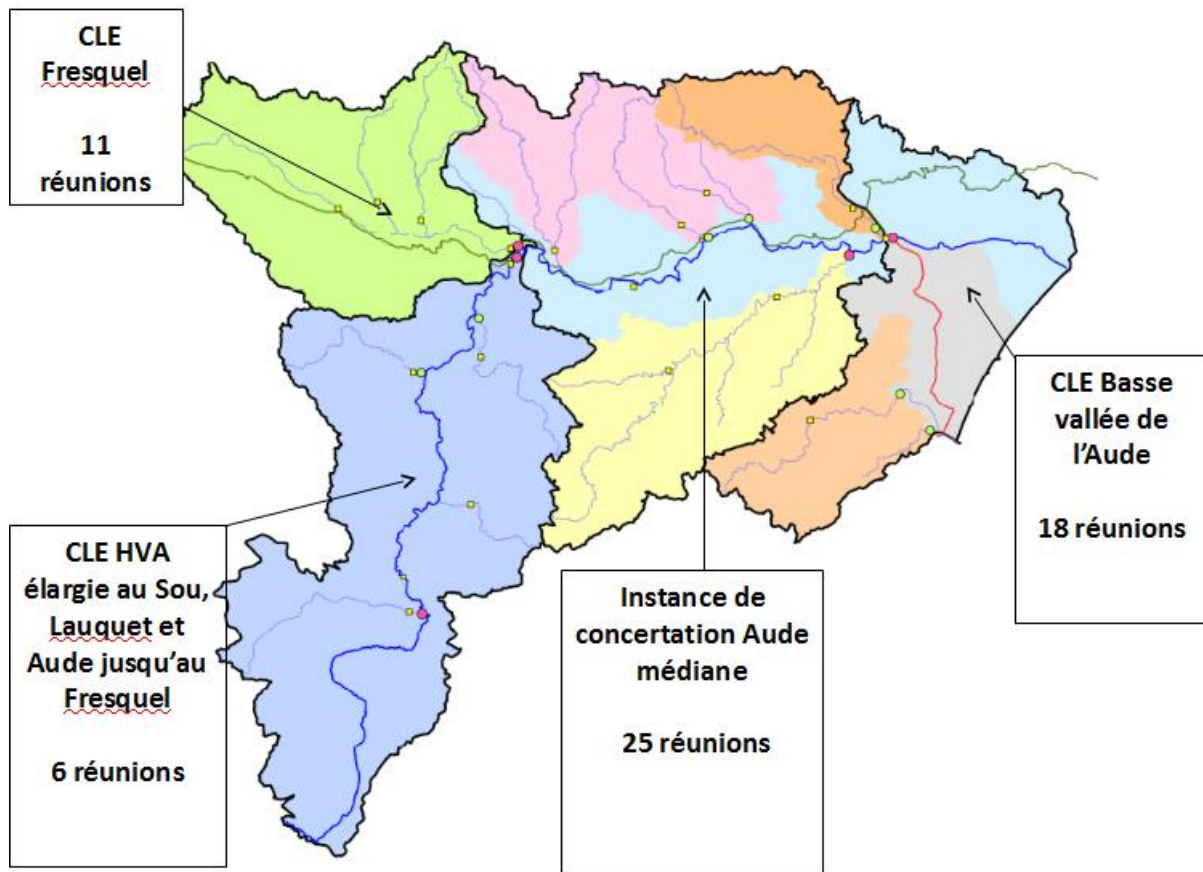 CLE
Fresquel
11
réunions
CLE HVA
élargie au Sou,
Lauquet et
Aude jusqu'au
Fresquel
6 réunions
Instance de
concertation Aude
médiane
25 réunions
CLE Basse
vallée de
l'Aude
18 réunions